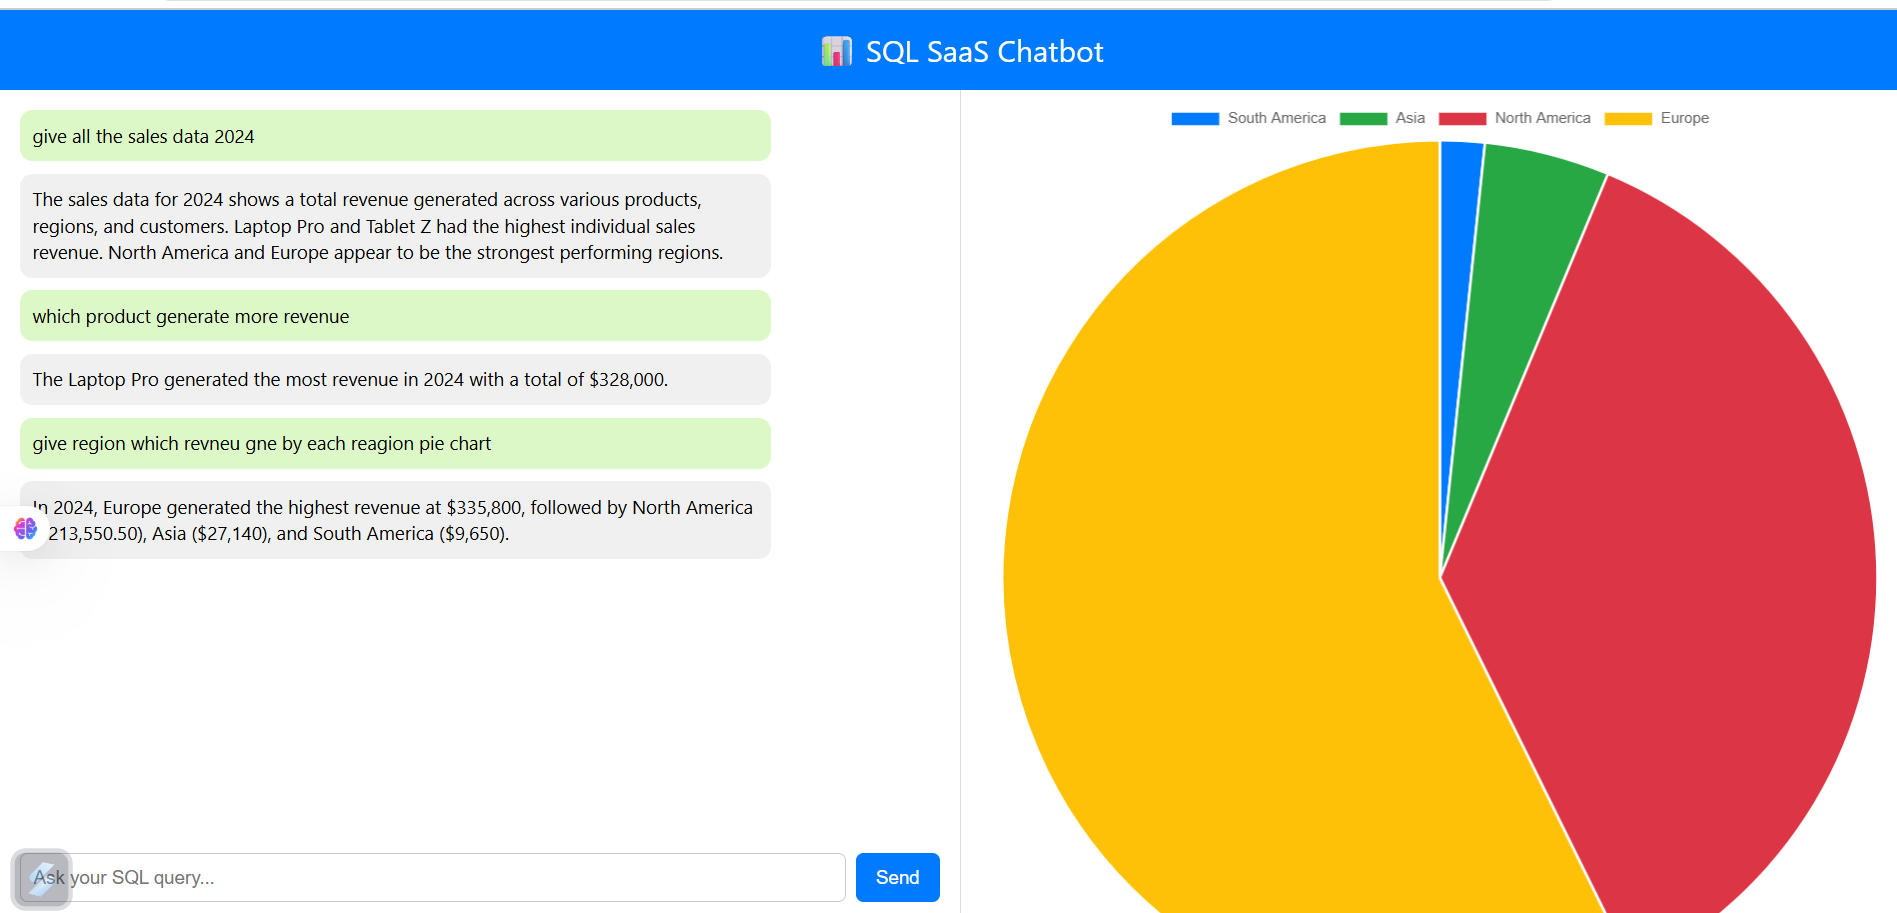 SQL SaaS Chatbot
give all the sales data 2024
The sales data for 2024 shows a total revenue generated across various products,
regions, and customers. Laptop Pro and Tablet Z had the highest individual sales
revenue. North America and Europe appear to be the strongest performing regions.
which product generate more revenue
The Laptop Pro generated the most revenue in 2024 with a total of $328,000.
give region which revneu gne by each reagion pie chart
In 2024, Europe generated the highest revenue at $335,800, followed by North America
213,550.50), Asia ($27,140), and South America ($9,650).
Ask your SQL query...
Send
South America Asia North America Europe